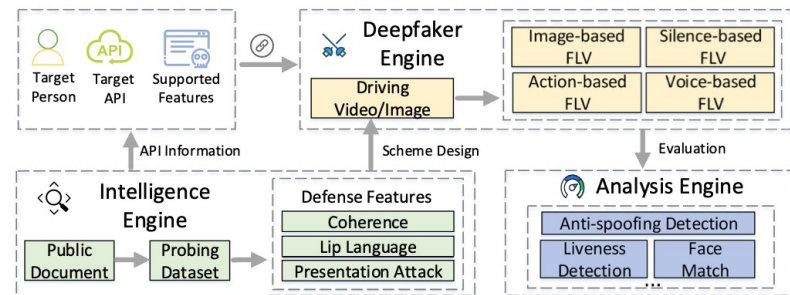 Target
Person
API
Target
API
Supported
Features
Deepfaker
Engine
Driving
Video/Image
Image-based
FLV
Silence-based
FLV
Action-based
FLV
Voice-based
FLV
API Information
Scheme Design
Evaluation
Intelligence
Engine
Public
Document
Probing
Dataset
Defense Features
Coherence
Lip Language
Presentation Attack
Analysis Engine
Anti-spoofing Detection
Liveness
Detection
Face
Match
...